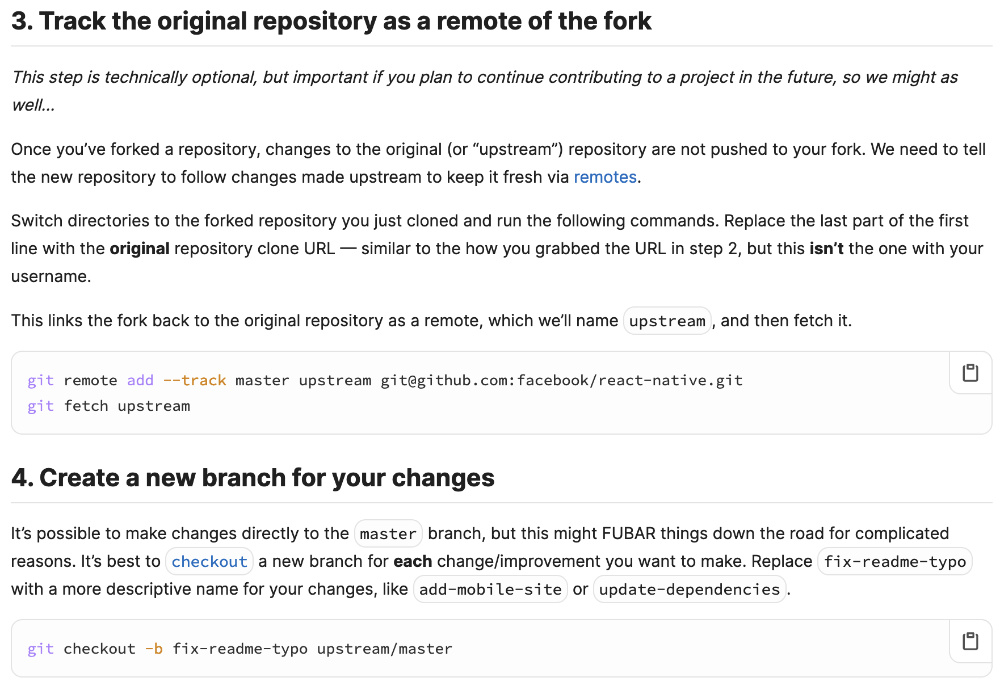 3. Track the original repository as a remote of the fork
This step is technically optional, but important if you plan to continue contributing to a project in the future, so we might as
well...
Once you’ve forked a repository, changes to the original (or “upstream”) repository are not pushed to your fork. We need to tell
the new repository to follow changes made upstream to keep it fresh via remotes.
Switch directories to the forked repository you just cloned and run the following commands. Replace the last part of the first
line with the original repository clone URL — similar to the how you grabbed the URL in step 2, but this isn’t the one with your
username.
This links the fork back to the original repository as a remote, which we’ll name upstream, and then fetch it.
git remote add --track master upstream git@github.com:facebook/react-native.git
git fetch upstream
4. Create a new branch for your changes
It’s possible to make changes directly to the master branch, but this might FUBAR things down the road for complicated
reasons. It’s best to checkout a new branch for each change/improvement you want to make. Replace fix-readme-typo
with a more descriptive name for your changes, like add-mobile-site or update-dependencies.
git checkout -b fix-readme-typo upstream/master